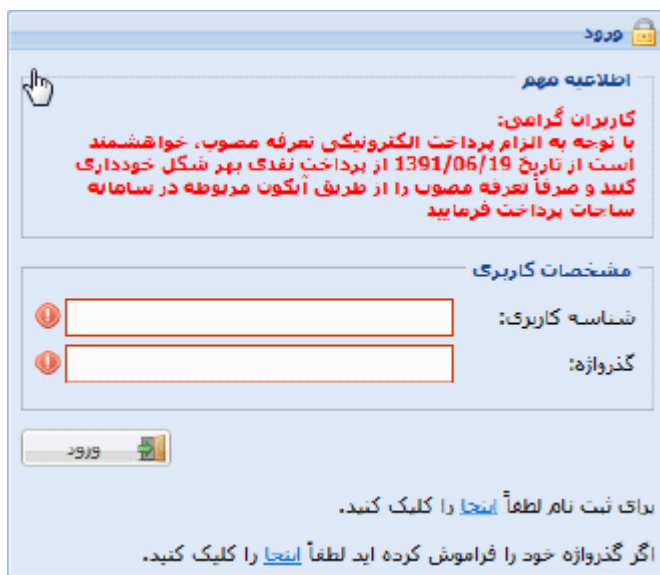 ورود
اطلاعیه مهم
کاربران گرامی:
با توجه به الزام پرداخت الکترونیکی تعرفه مصوب، خواهشمند
است از تاریخ 1391/06/19 از پرداخت نقدی بهر شکل خودداری
کنید و صرفاً تعرفه مصوب را از طریق آیکون مربوطه در سامانه
ساجات پرداخت فرمایید
مشخصات کاربری
شناسه کاربری:
گذرواژه:
ورود
برای ثبت نام لطفاً اینجا را کلیک کنید.
اگر گذرواژه خود را فراموش کرده اید لطفاً اینجا را کلیک کنید.